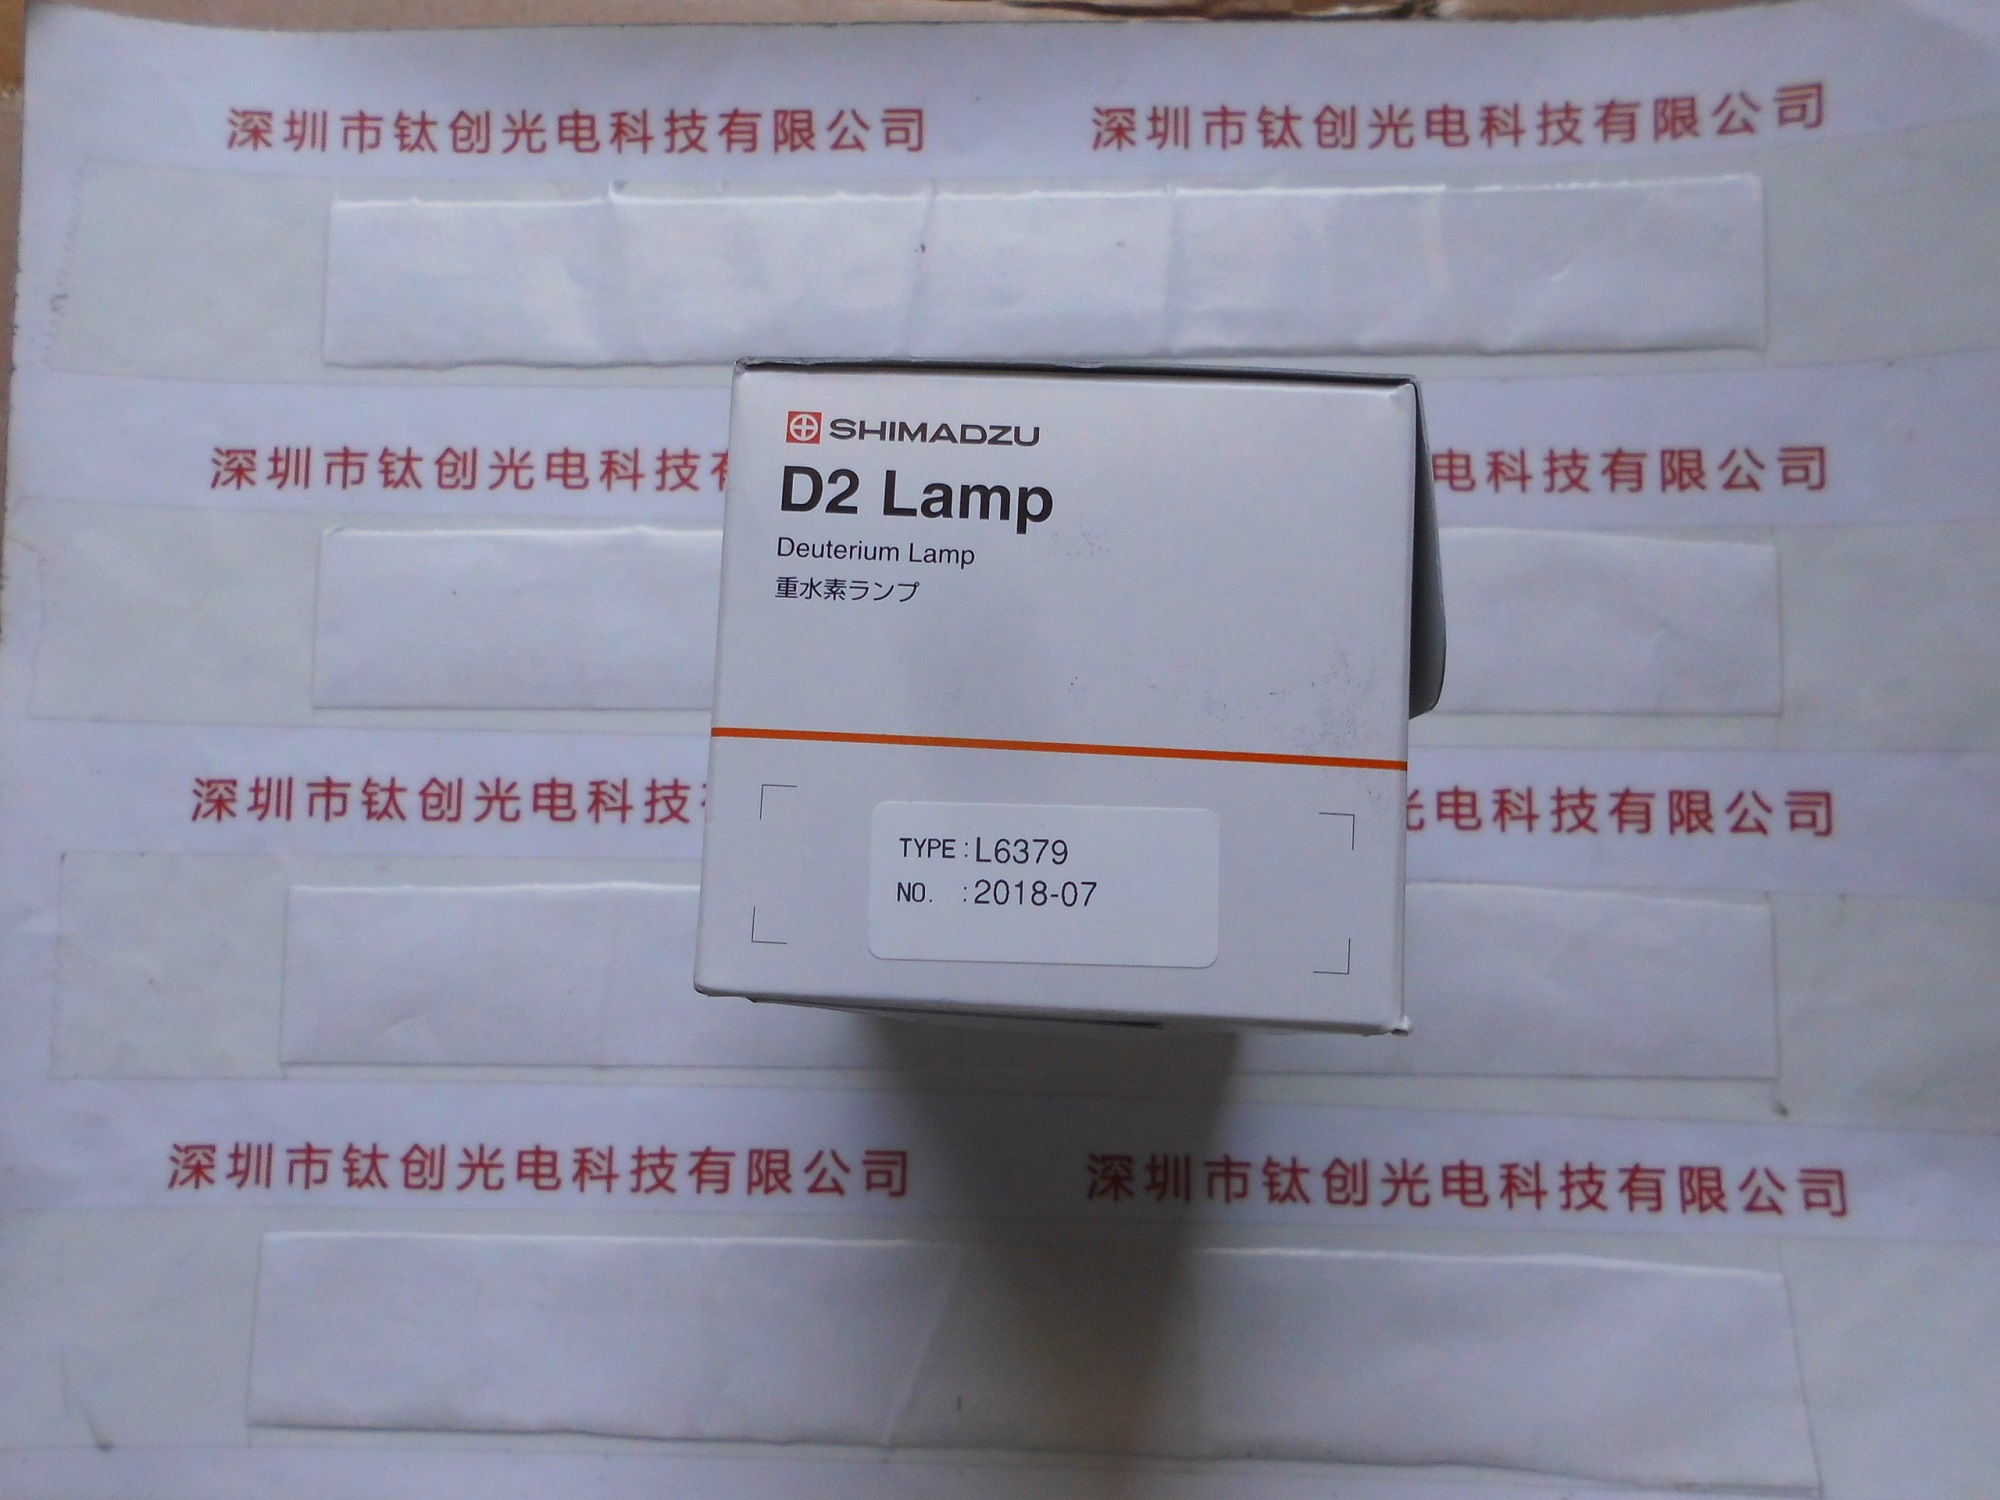 深圳市钛创光电科技有限公司 深圳市钛创光电科技有限公司
SHIMADZU
D2 Lamp
Deuterium Lamp
重水素ランプ
深圳市钛创光电科技 电科技有限公司
TYPE : L6379
NO. : 2018-07
深圳市钛创光电科技 电科技有限公司
深圳市钛创光电科技有限公司 深圳市钛创光电科技有限公司